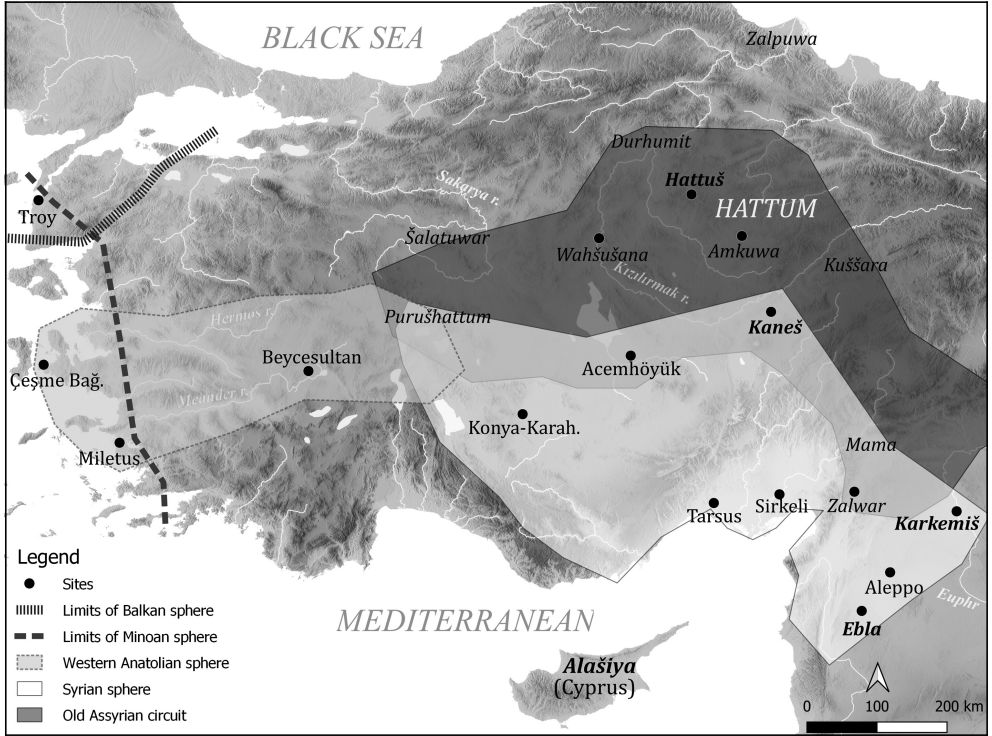 BLACK SEA
Zalpuwa
Durhumit
Sakarya r.
Hattuš
Troy
HATTUM
Šalatuwar
Wahšušana
Amkuwa
Kuššara
Kızılırmak r.
Hermos r.
Purušhattum
Kaneš
Beycesultan
Acemhöyük
Çeşme Bağ.
Meander r.
Konya-Karah.
Miletus
Mama
Tarsus
Sirkeli
Zalwar
Karkemiš
Aleppo
Euphr
Ebla
MEDITERRANEAN
Alašiya
(Cyprus)
Legend
Sites
Limits of Balkan sphere
Limits of Minoan sphere
Western Anatolian sphere
Syrian sphere
Old Assyrian circuit
0 100 200 km